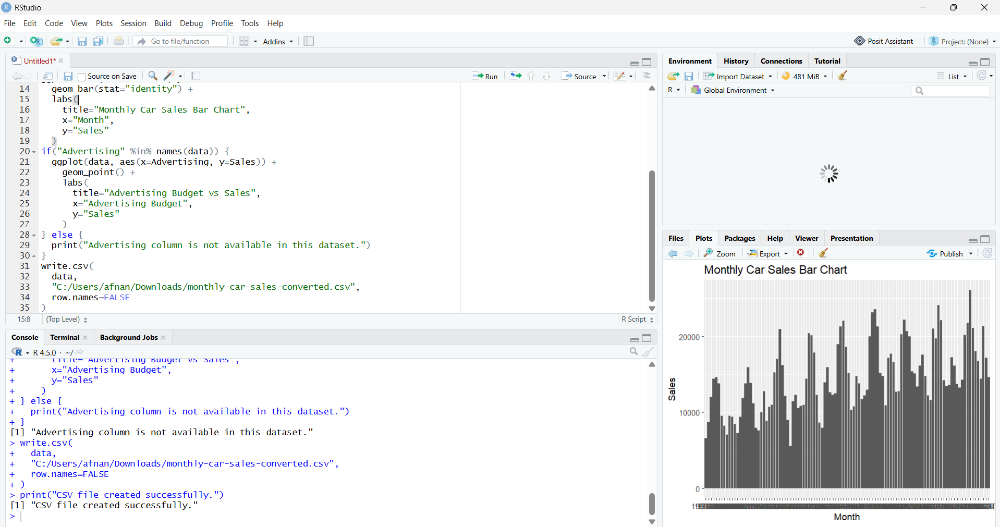 RStudio
File Edit Code View Plots Session Build Debug Profile Tools Help
Go to file/function Addins Posit Assistant Project: (None)
Untitled1*
Source on Save Run Source
14 geom_bar(stat="identity") +
15 labs(
16 title="Monthly Car Sales Bar Chart",
17 x="Month",
18 y="Sales"
19 )
20 if("Advertising" %in% names(data)) {
21 ggplot(data, aes(x=Advertising, y=Sales)) +
22 geom_point() +
23 labs(
24 title="Advertising Budget vs Sales",
25 x="Advertising Budget",
26 y="Sales"
27 )
28 } else {
29 print("Advertising column is not available in this dataset.")
30 }
31 write.csv(
32 data,
33 "C:/Users/afnan/Downloads/monthly-car-sales-converted.csv",
34 row.names=FALSE
35 )
15:8 (Top Level) R Script
Console Terminal Background Jobs
R 4.5.0 · ~/
+ title="Advertising Budget vs Sales",
+ x="Advertising Budget",
+ y="Sales"
+ )
+ } else {
+ print("Advertising column is not available in this dataset.")
+ }
[1] "Advertising column is not available in this dataset."
> write.csv(
+ data,
+ "C:/Users/afnan/Downloads/monthly-car-sales-converted.csv",
+ row.names=FALSE
+ )
> print("CSV file created successfully.")
[1] "CSV file created successfully."
>
Environment History Connections Tutorial
Import Dataset 481 MiB List
R Global Environment
Files Plots Packages Help Viewer Presentation
Zoom Export Publish
Monthly Car Sales Bar Chart
20000
10000
0
Sales
Month